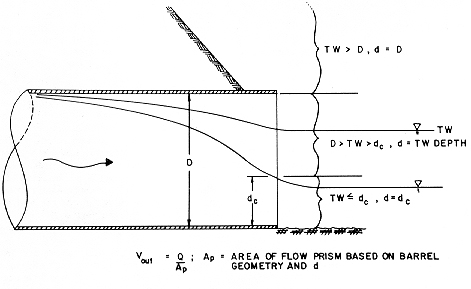 TW > D, d = D
TW
D > TW > dc, d = TW DEPTH
D
dc
TW ≤ dc, d = dc
Vout = Q/Ap ; Ap = AREA OF FLOW PRISM BASED ON BARREL
GEOMETRY AND d